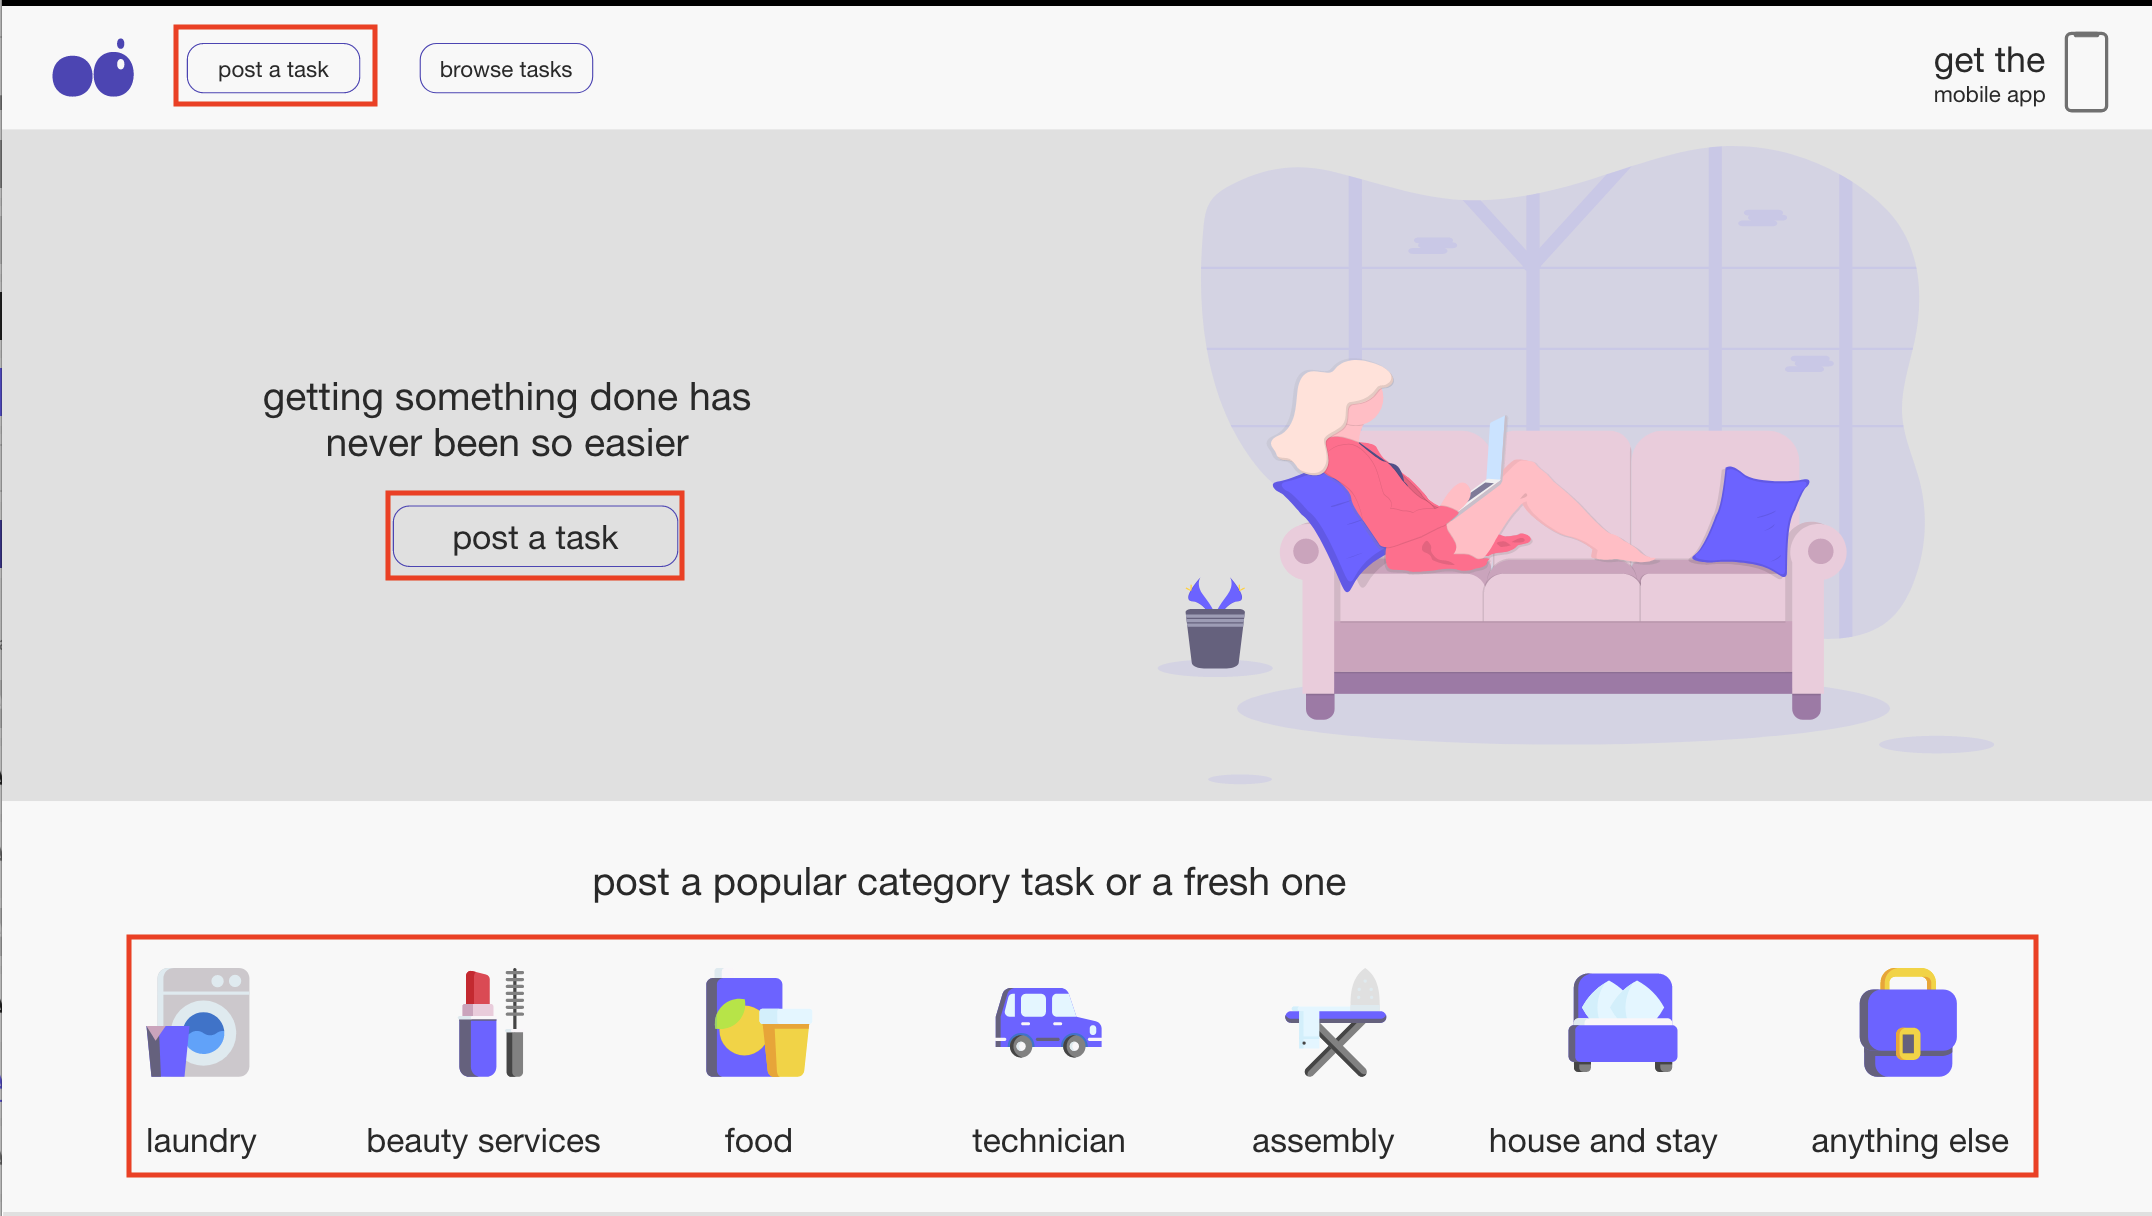 post a task
browse tasks
get the
mobile app
getting something done has
never been so easier
post a task
post a popular category task or a fresh one
laundry
beauty services
food
technician
assembly
house and stay
anything else